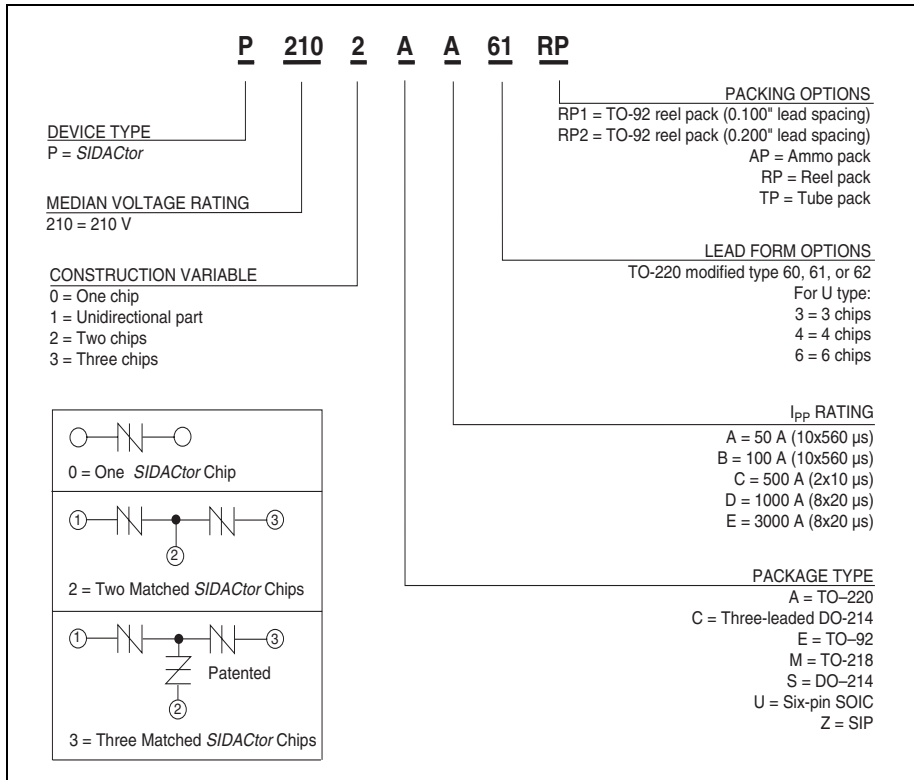 P 210 2 A A 61 RP
DEVICE TYPE
P = SIDACtor
MEDIAN VOLTAGE RATING
210 = 210 V
CONSTRUCTION VARIABLE
0 = One chip
1 = Unidirectional part
2 = Two chips
3 = Three chips
PACKING OPTIONS
RP1 = TO-92 reel pack (0.100" lead spacing)
RP2 = TO-92 reel pack (0.200" lead spacing)
AP = Ammo pack
RP = Reel pack
TP = Tube pack
LEAD FORM OPTIONS
TO-220 modified type 60, 61, or 62
For U type:
3 = 3 chips
4 = 4 chips
6 = 6 chips
IPP RATING
A = 50 A (10x560 µs)
B = 100 A (10x560 µs)
C = 500 A (2x10 µs)
D = 1000 A (8x20 µs)
E = 3000 A (8x20 µs)
PACKAGE TYPE
A = TO–220
C = Three-leaded DO-214
E = TO–92
M = TO-218
S = DO–214
U = Six-pin SOIC
Z = SIP
0 = One SIDACtor Chip
1 3
2
2 = Two Matched SIDACtor Chips
1 3
Patented
2
3 = Three Matched SIDACtor Chips